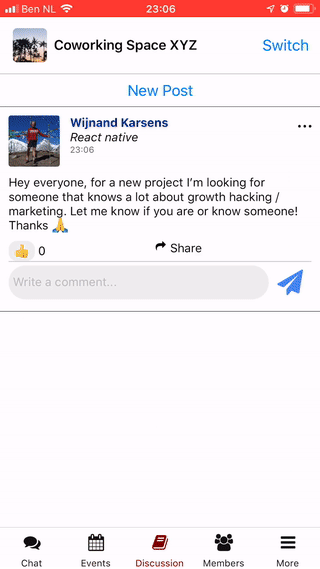 Ben NL 23:06
Coworking Space XYZ Switch
New Post
Wijnand Karsens
React native
23:06
Hey everyone, for a new project I'm looking for
someone that knows a lot about growth hacking /
marketing. Let me know if you are or know someone!
Thanks 🙏
👍 0 Share
Write a comment...
Chat Events Discussion Members More